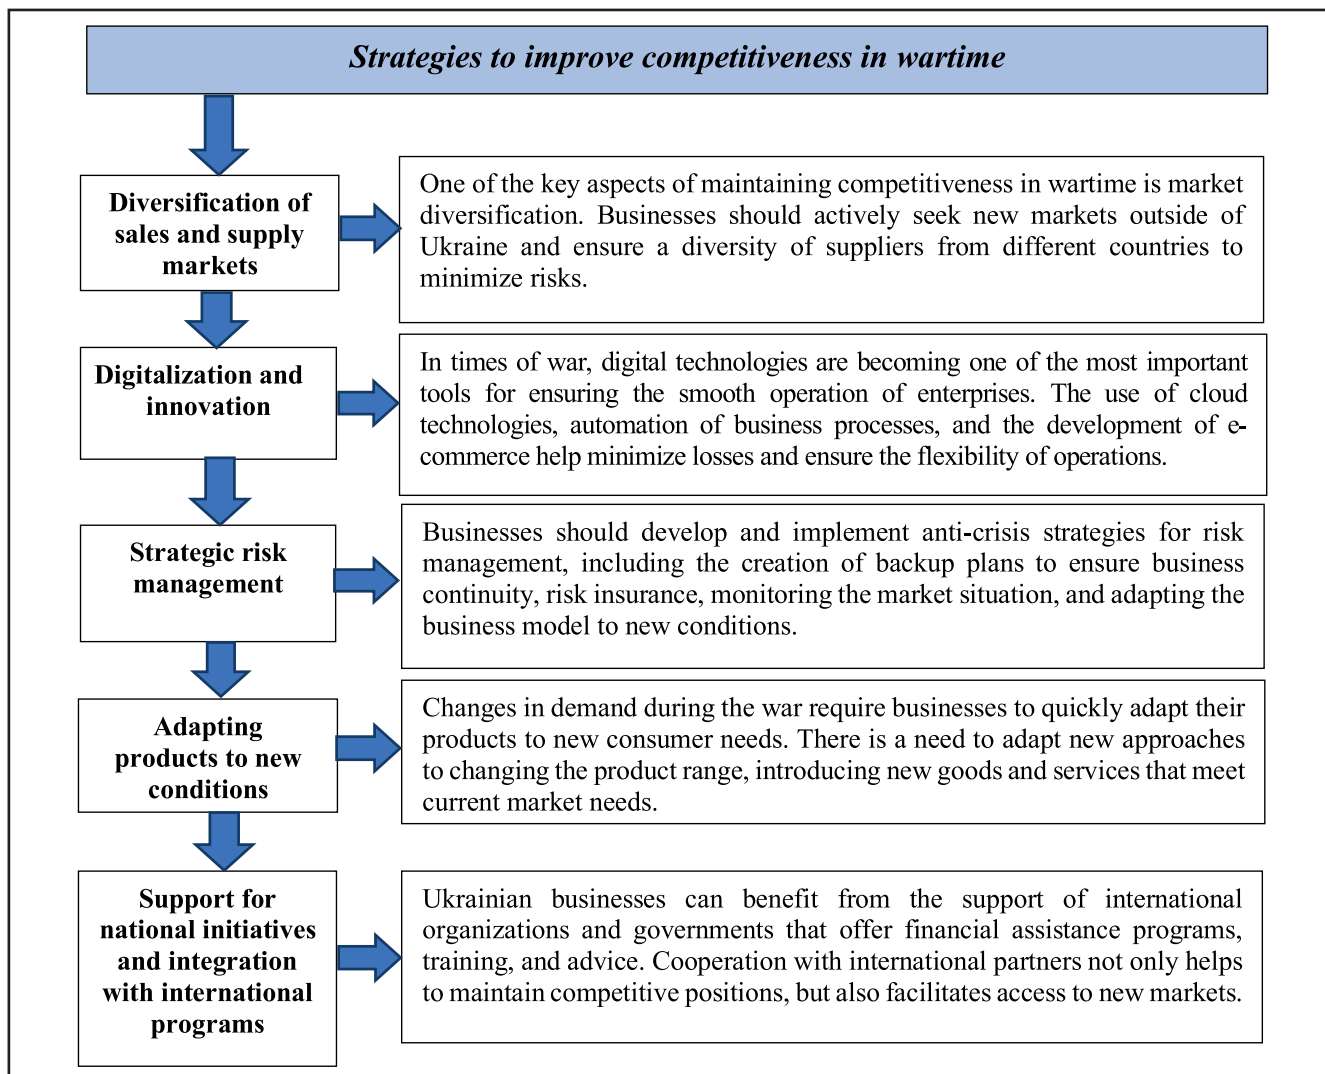 Strategies to improve competitiveness in wartime
Diversification of
sales and supply
markets
One of the key aspects of maintaining competitiveness in wartime is market
diversification. Businesses should actively seek new markets outside of
Ukraine and ensure a diversity of suppliers from different countries to
minimize risks.
Digitalization and
innovation
In times of war, digital technologies are becoming one of the most important
tools for ensuring the smooth operation of enterprises. The use of cloud
technologies, automation of business processes, and the development of e-
commerce help minimize losses and ensure the flexibility of operations.
Strategic risk
management
Businesses should develop and implement anti-crisis strategies for risk
management, including the creation of backup plans to ensure business
continuity, risk insurance, monitoring the market situation, and adapting the
business model to new conditions.
Adapting
products to new
conditions
Changes in demand during the war require businesses to quickly adapt their
products to new consumer needs. There is a need to adapt new approaches
to changing the product range, introducing new goods and services that meet
current market needs.
Support for
national initiatives
and integration
with international
programs
Ukrainian businesses can benefit from the support of international
organizations and governments that offer financial assistance programs,
training, and advice. Cooperation with international partners not only helps
to maintain competitive positions, but also facilitates access to new markets.